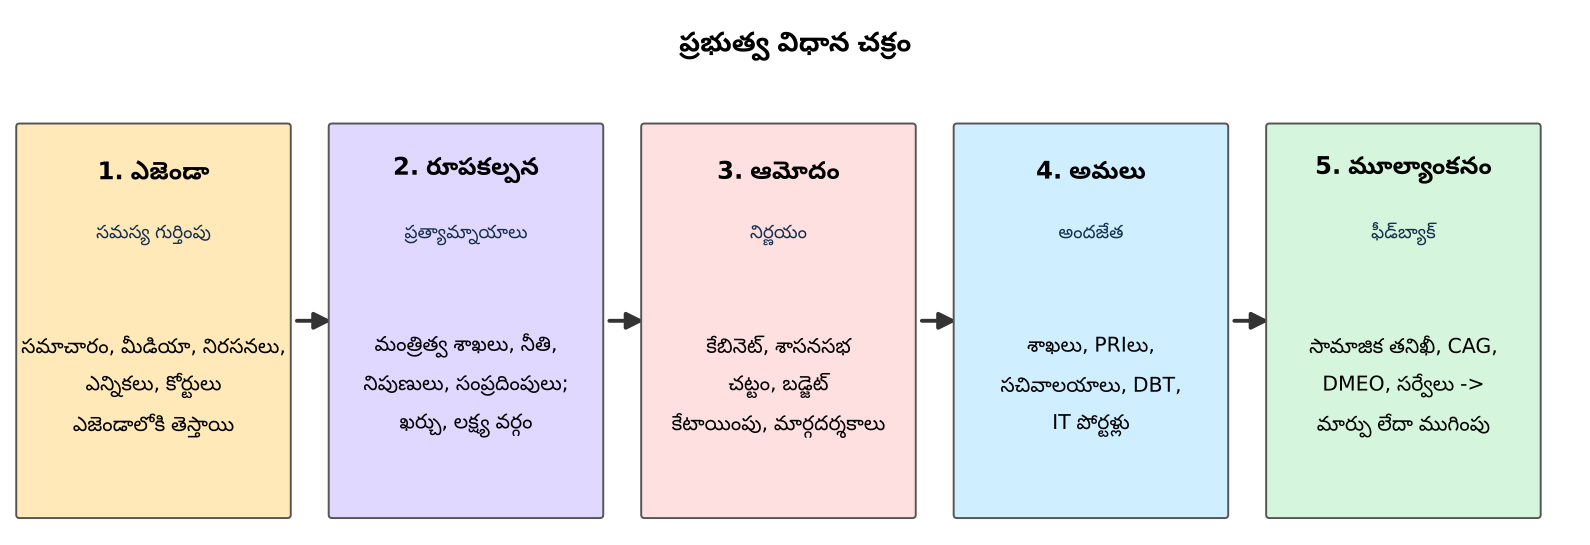 ప్రభుత్వ విధాన చక్రం
1. ఎజెండా
సమస్య గుర్తింపు
సమాచారం, మీడియా, నిరసనలు,
ఎన్నికలు, కోర్టులు
ఎజెండాలోకి తెస్తాయి
2. రూపకల్పన
ప్రత్యామ్నాయాలు
మంత్రిత్వ శాఖలు, నీతి,
నిపుణులు, సంప్రదింపులు;
ఖర్చు, లక్ష్య వర్గం
3. ఆమోదం
నిర్ణయం
కేబినెట్, శాసనసభ
చట్టం, బడ్జెట్
కేటాయింపు, మార్గదర్శకాలు
4. అమలు
అందజేత
శాఖలు, PRIలు,
సచివాలయాలు, DBT,
IT పోర్టళ్లు
5. మూల్యాంకనం
ఫీడ్‌బ్యాక్
సామాజిక తనిఖీ, CAG,
DMEO, సర్వేలు ->
మార్పు లేదా ముగింపు